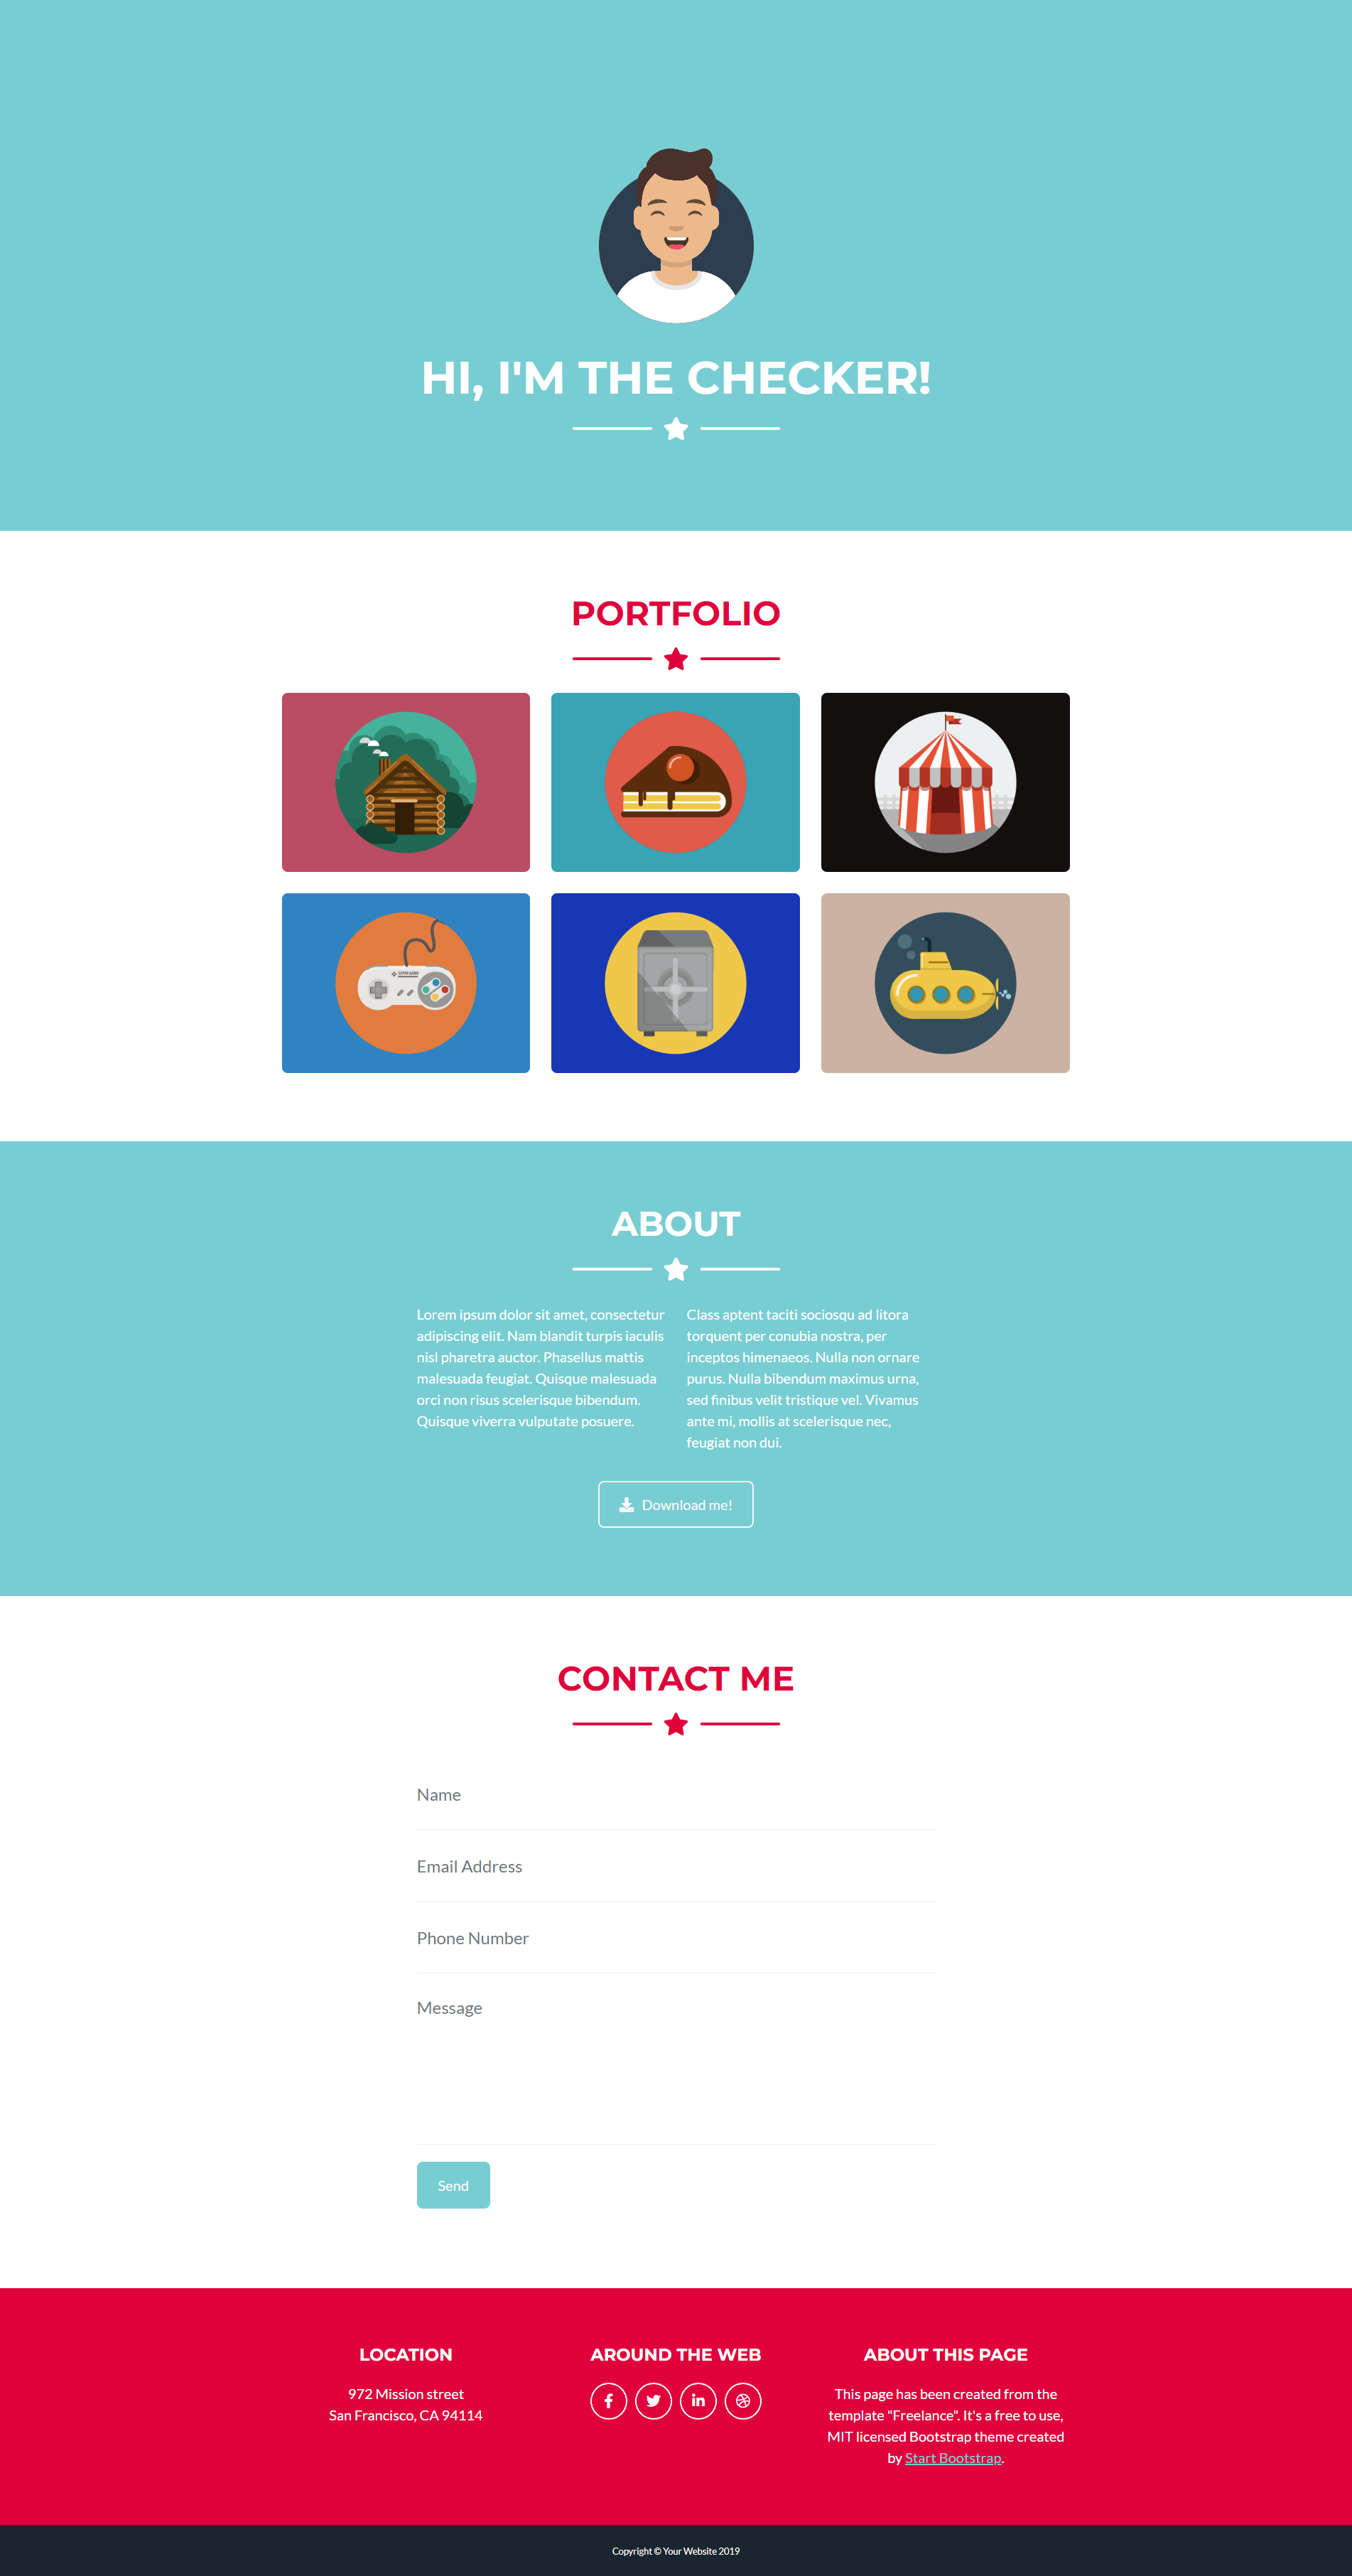 HI, I'M THE CHECKER!
PORTFOLIO
SUPER GAMES
ABOUT
Lorem ipsum dolor sit amet, consectetur
adipiscing elit. Nam blandit turpis iaculis
nisl pharetra auctor. Phasellus mattis
malesuada feugiat. Quisque malesuada
orci non risus scelerisque bibendum.
Quisque viverra vulputate posuere.
Class aptent taciti sociosqu ad litora
torquent per conubia nostra, per
inceptos himenaeos. Nulla non ornare
purus. Nulla bibendum maximus urna,
sed finibus velit tristique vel. Vivamus
ante mi, mollis at scelerisque nec,
feugiat non dui.
Download me!
CONTACT ME
Name
Email Address
Phone Number
Message
Send
LOCATION
972 Mission street
San Francisco, CA 94114
AROUND THE WEB
ABOUT THIS PAGE
This page has been created from the
template "Freelance". It's a free to use,
MIT licensed Bootstrap theme created
by Start Bootstrap.
Copyright © Your Website 2019